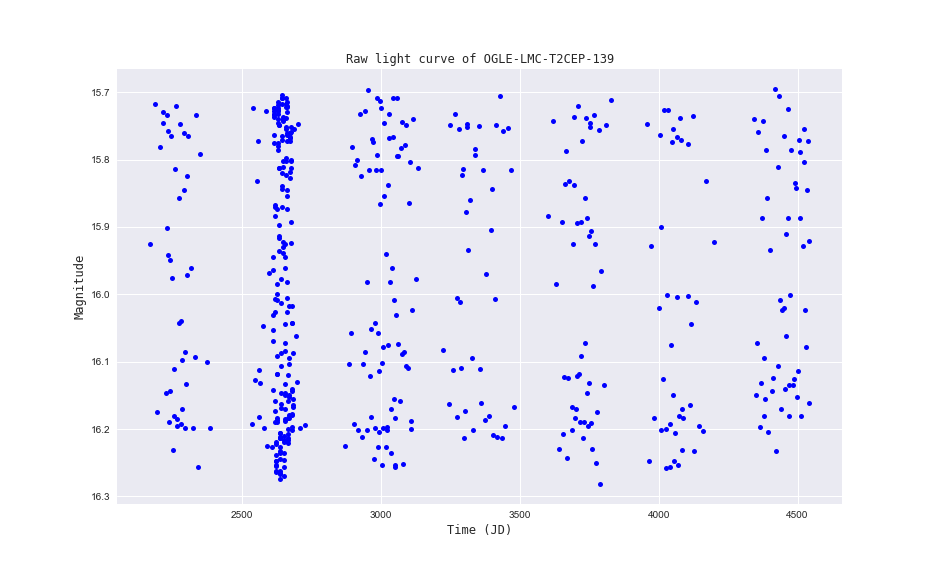 Raw light curve of OGLE-LMC-T2CEP-139
15.7
15.8
15.9
16.0
16.1
16.2
16.3
Magnitude
2500 3000 3500 4000 4500
Time (JD)